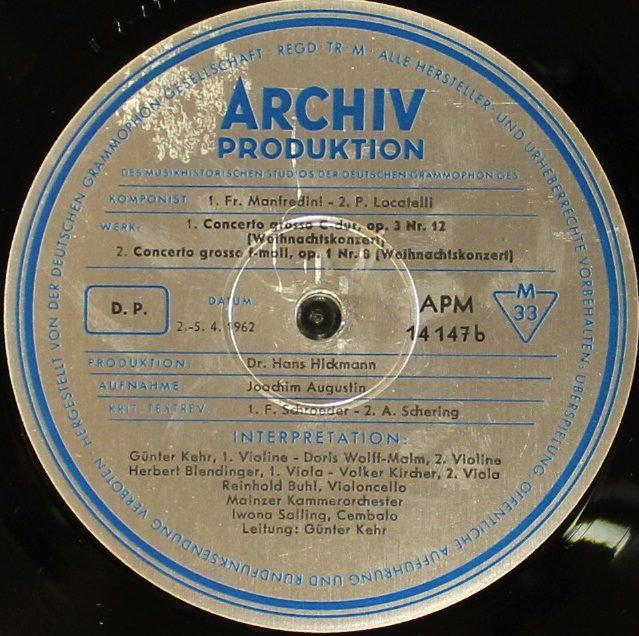 HERGESTELLT VON DER DEUTSCHEN GRAMMOPHON GESELLSCHAFT · REGD · TR · M · ALLE HERSTELLER- UND URHEBERRECHTE VORBEHALTEN · ÜBERSPIELUNG, ÖFFENTLICHE AUFFÜHRUNG UND RUNDFUNKSENDUNG VERBOTEN
ARCHIV
PRODUKTION
DES MUSIKHISTORISCHEN STUDIOS DER DEUTSCHEN GRAMMOPHON GES.
KOMPONIST: 1. Fr. Manfredini - 2. P. Locatelli
WERK: 1. Concerto grosso C-dur, op. 3 Nr. 12
(Weihnachtskonzert)
2. Concerto grosso f-moll, op. 1 Nr. 8 (Weihnachtskonzert)
D. P.
DATUM:
2.-5. 4. 1962
APM
14 147 b
M
33
PRODUKTION: Dr. Hans Hickmann
AUFNAHME: Joachim Augustin
KRIT. TEXTREV.: 1. F. Schroeder - 2. A. Schering
INTERPRETATION:
Günter Kehr, 1. Violine - Doris Wolff-Malm, 2. Violine
Herbert Blendinger, 1. Viola - Volker Kircher, 2. Viola
Reinhold Buhl, Violoncello
Mainzer Kammerorchester
Iwona Salling, Cembalo
Leitung: Günter Kehr